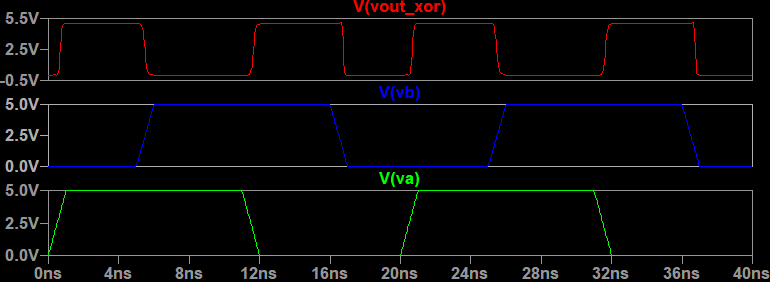 V(vout_xor)
5.5V
2.5V
-0.5V
V(vb)
5.0V
2.5V
0.0V
V(va)
5.0V
2.5V
0.0V
0ns 4ns 8ns 12ns 16ns 20ns 24ns 28ns 32ns 36ns 40ns